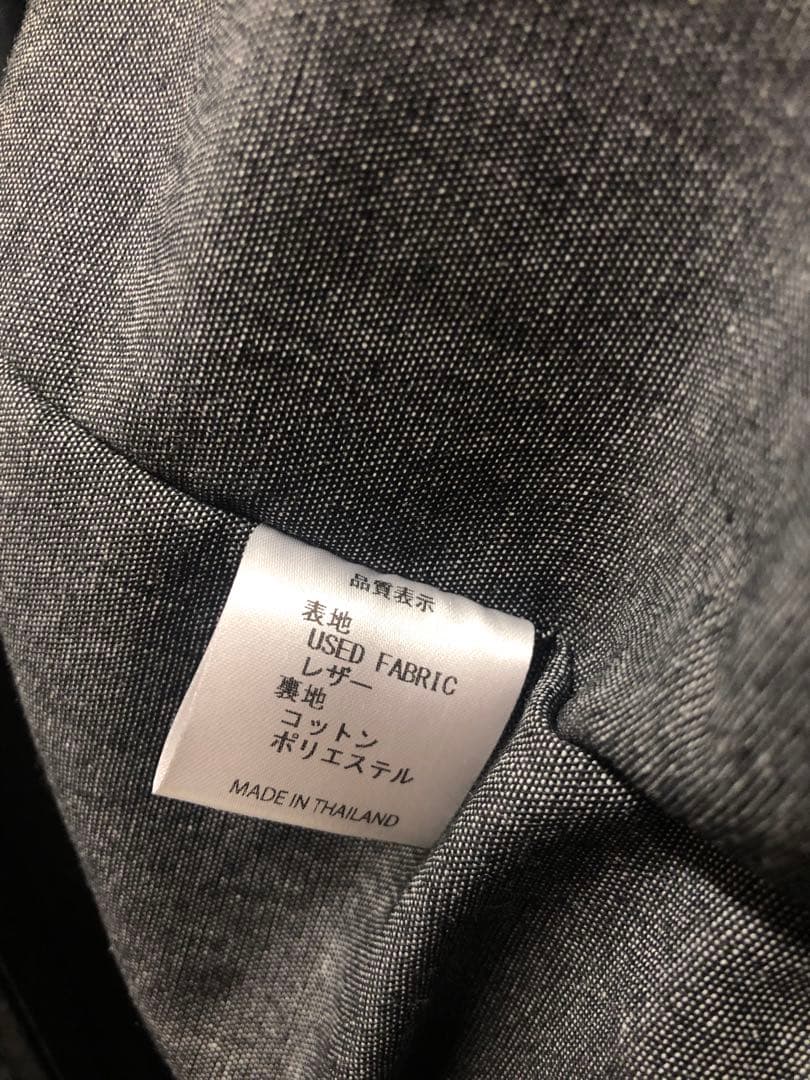 品質表示
表地
USED FABRIC
レザー
裏地
コットン
ポリエステル
MADE IN THAILAND